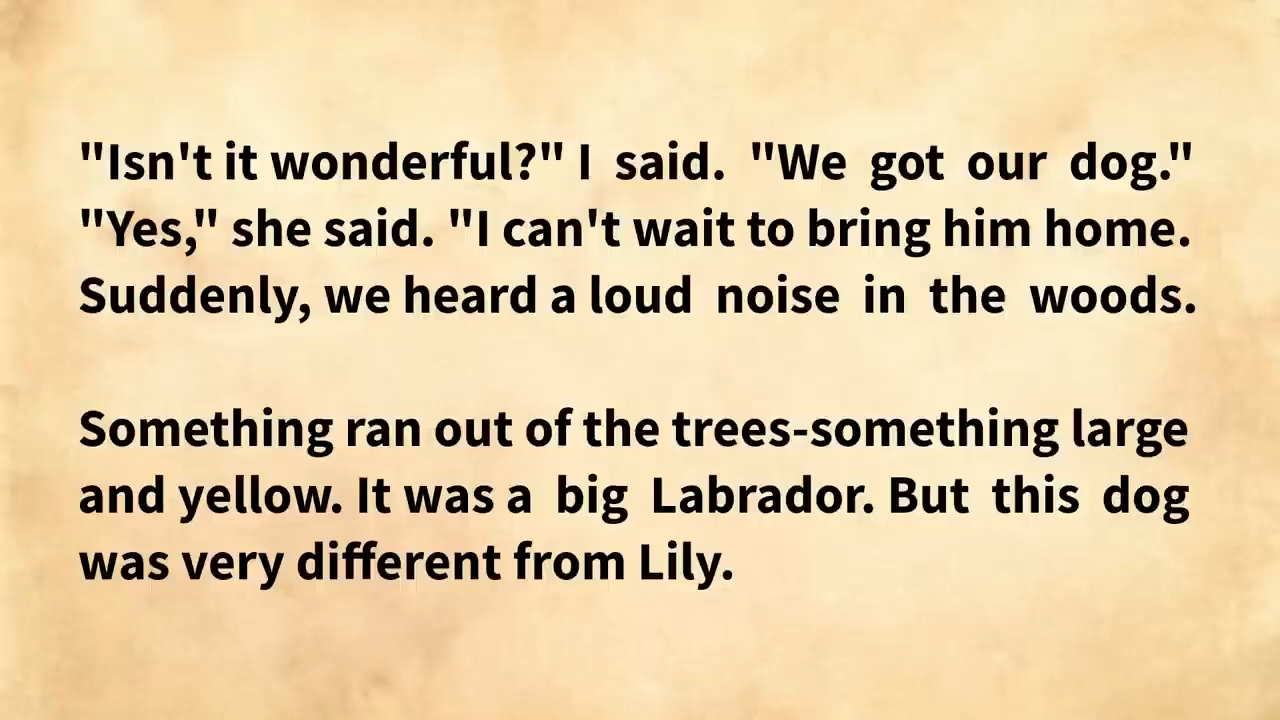 "Isn't it wonderful?" I said. "We got our dog."
"Yes," she said. "I can't wait to bring him home.
Suddenly, we heard a loud noise in the woods.
Something ran out of the trees-something large
and yellow. It was a big Labrador. But this dog
was very different from Lily.